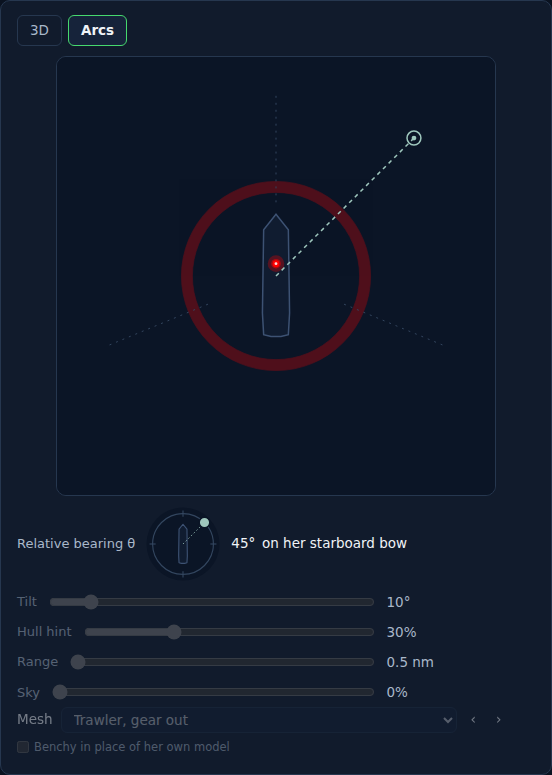 3D Arcs
Relative bearing θ 45° on her starboard bow
Tilt 10°
Hull hint 30%
Range 0.5 nm
Sky 0%
Mesh Trawler, gear out ‹ ›
Benchy in place of her own model